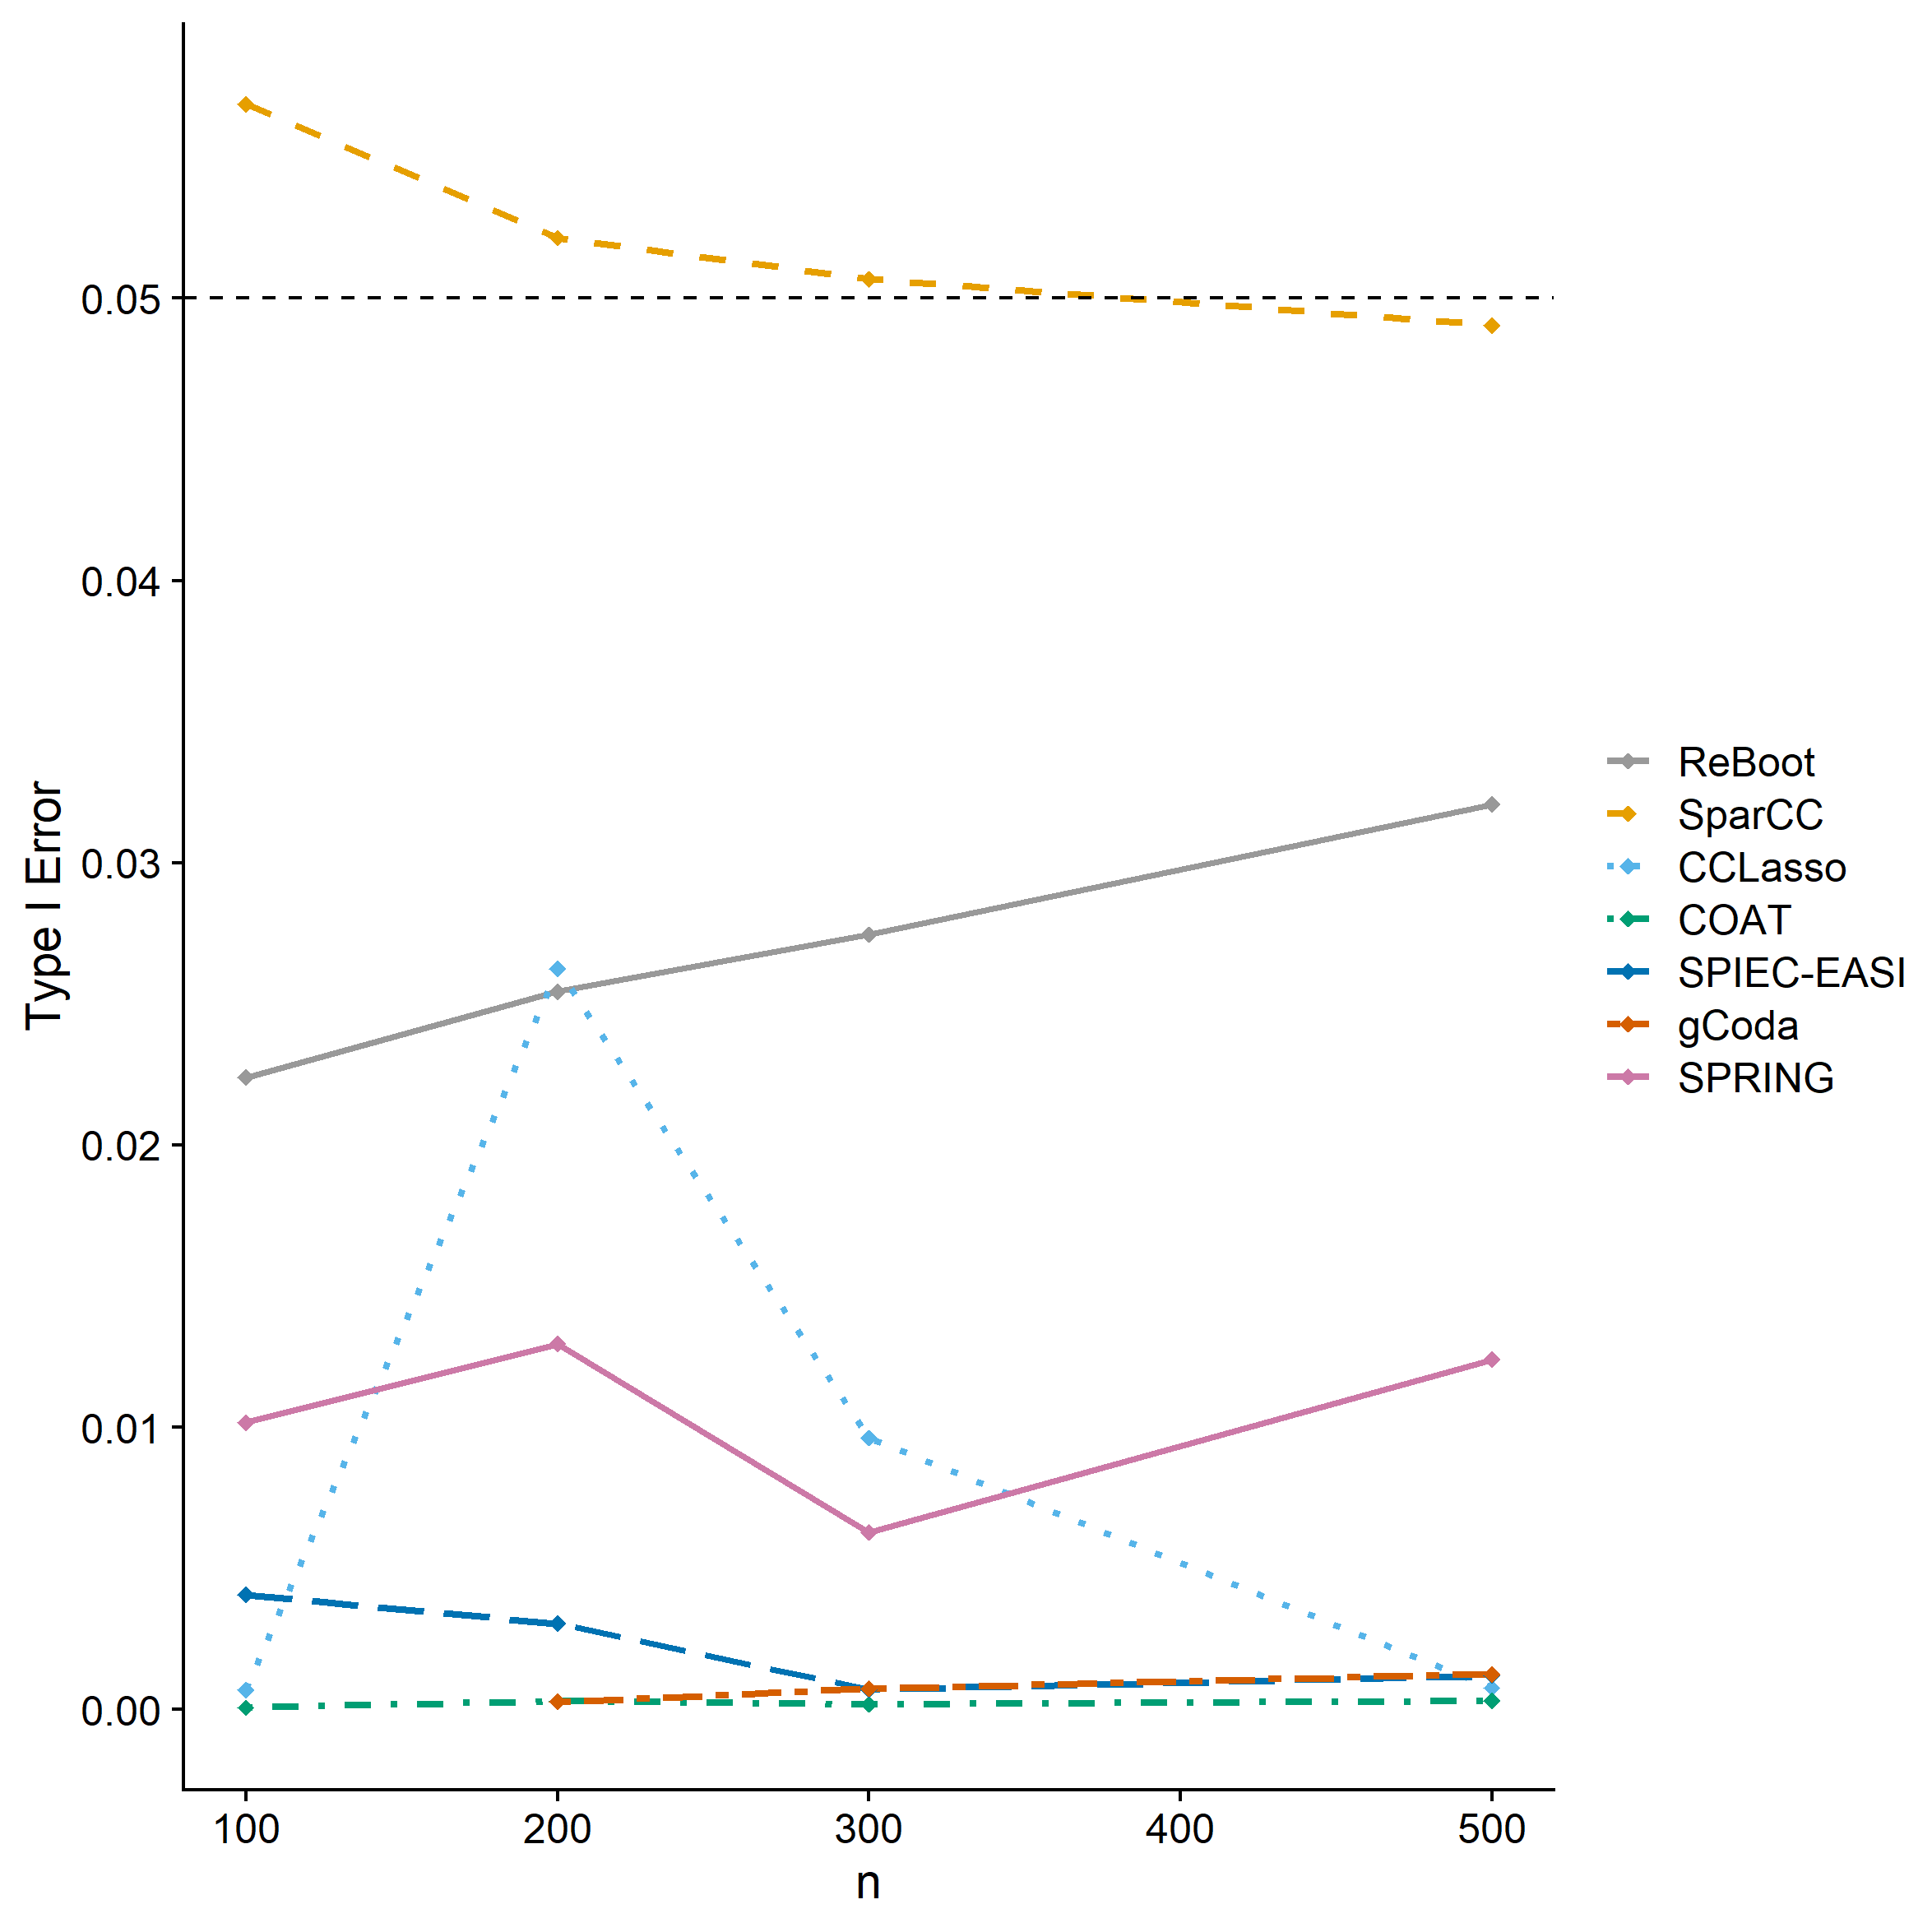 Type I Error
0.05
0.04
0.03
0.02
0.01
0.00
100
200
300
400
500
n
ReBoot
SparCC
CCLasso
COAT
SPIEC-EASI
gCoda
SPRING